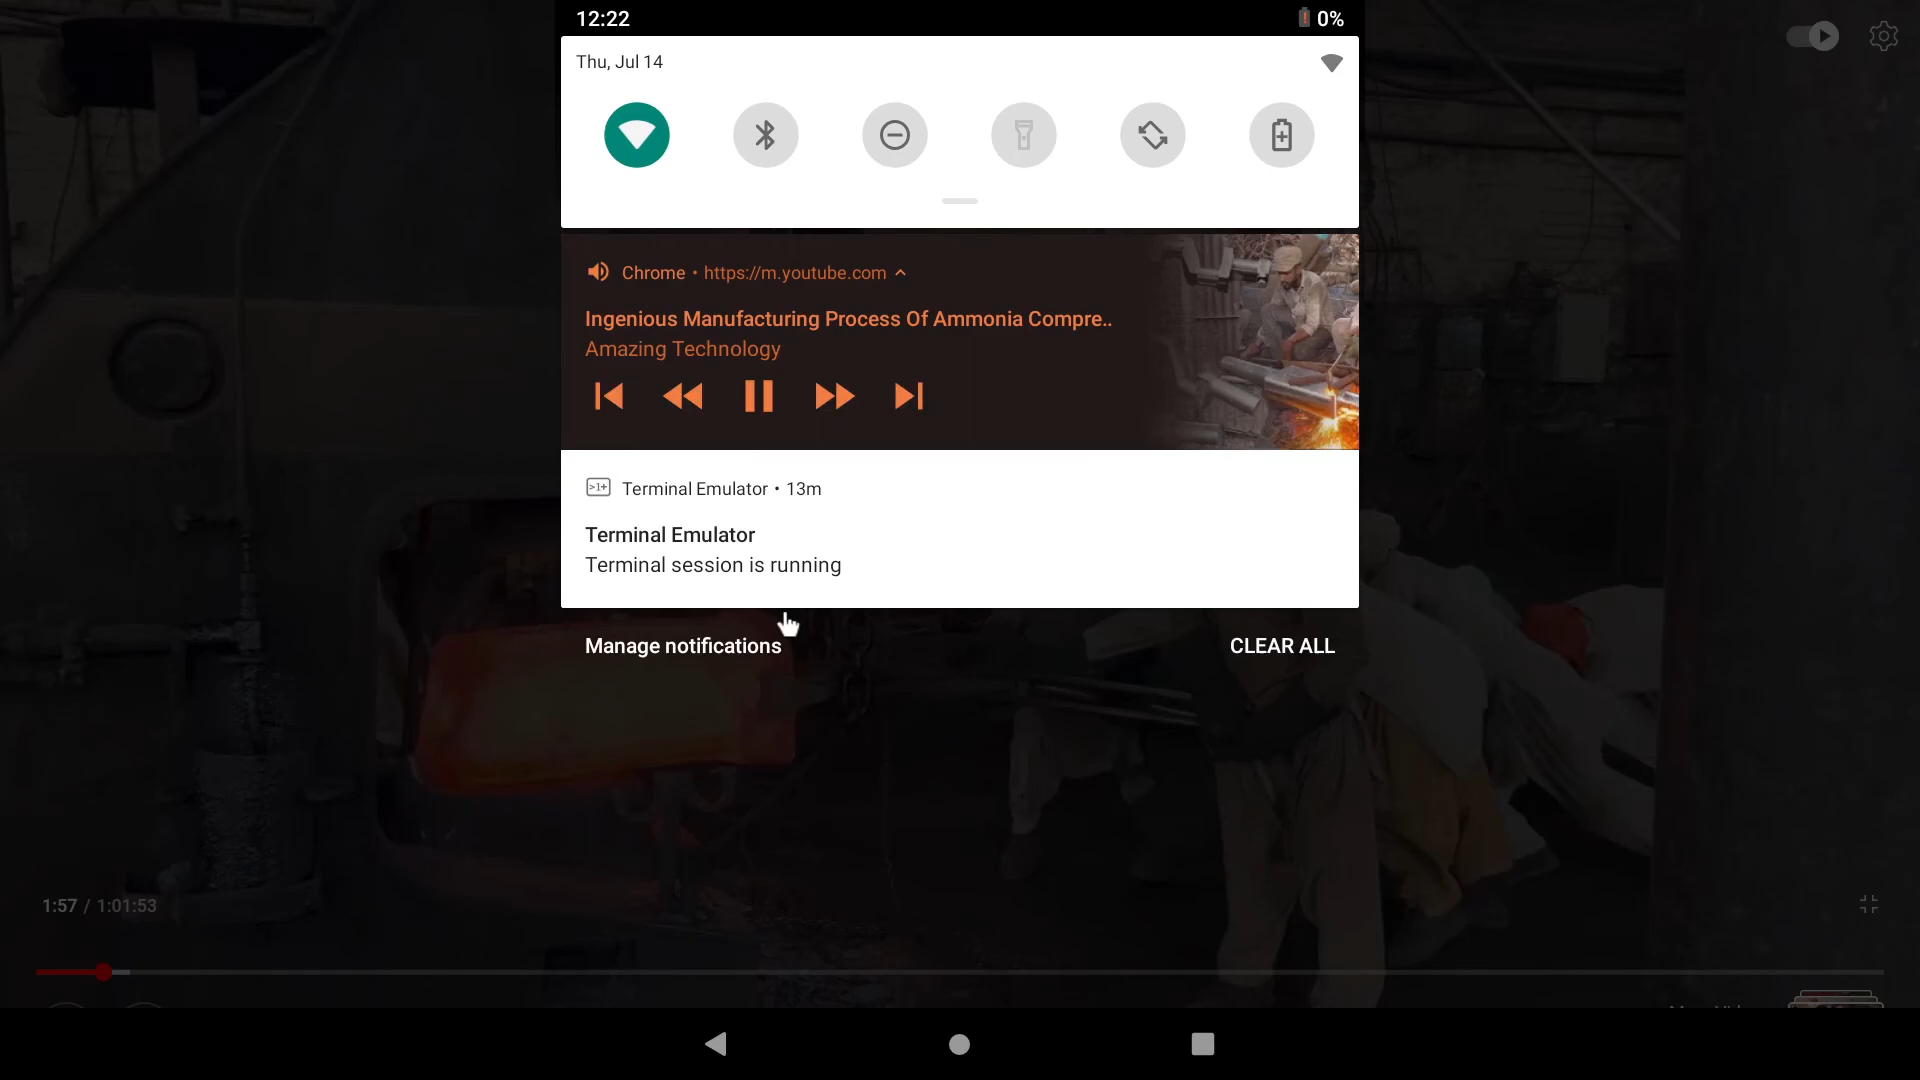 12:22
0%
Thu, Jul 14
Chrome • https://m.youtube.com
Ingenious Manufacturing Process Of Ammonia Compre..
Amazing Technology
>1+
Terminal Emulator • 13m
Terminal Emulator
Terminal session is running
Manage notifications
CLEAR ALL
1:57 / 1:01:53